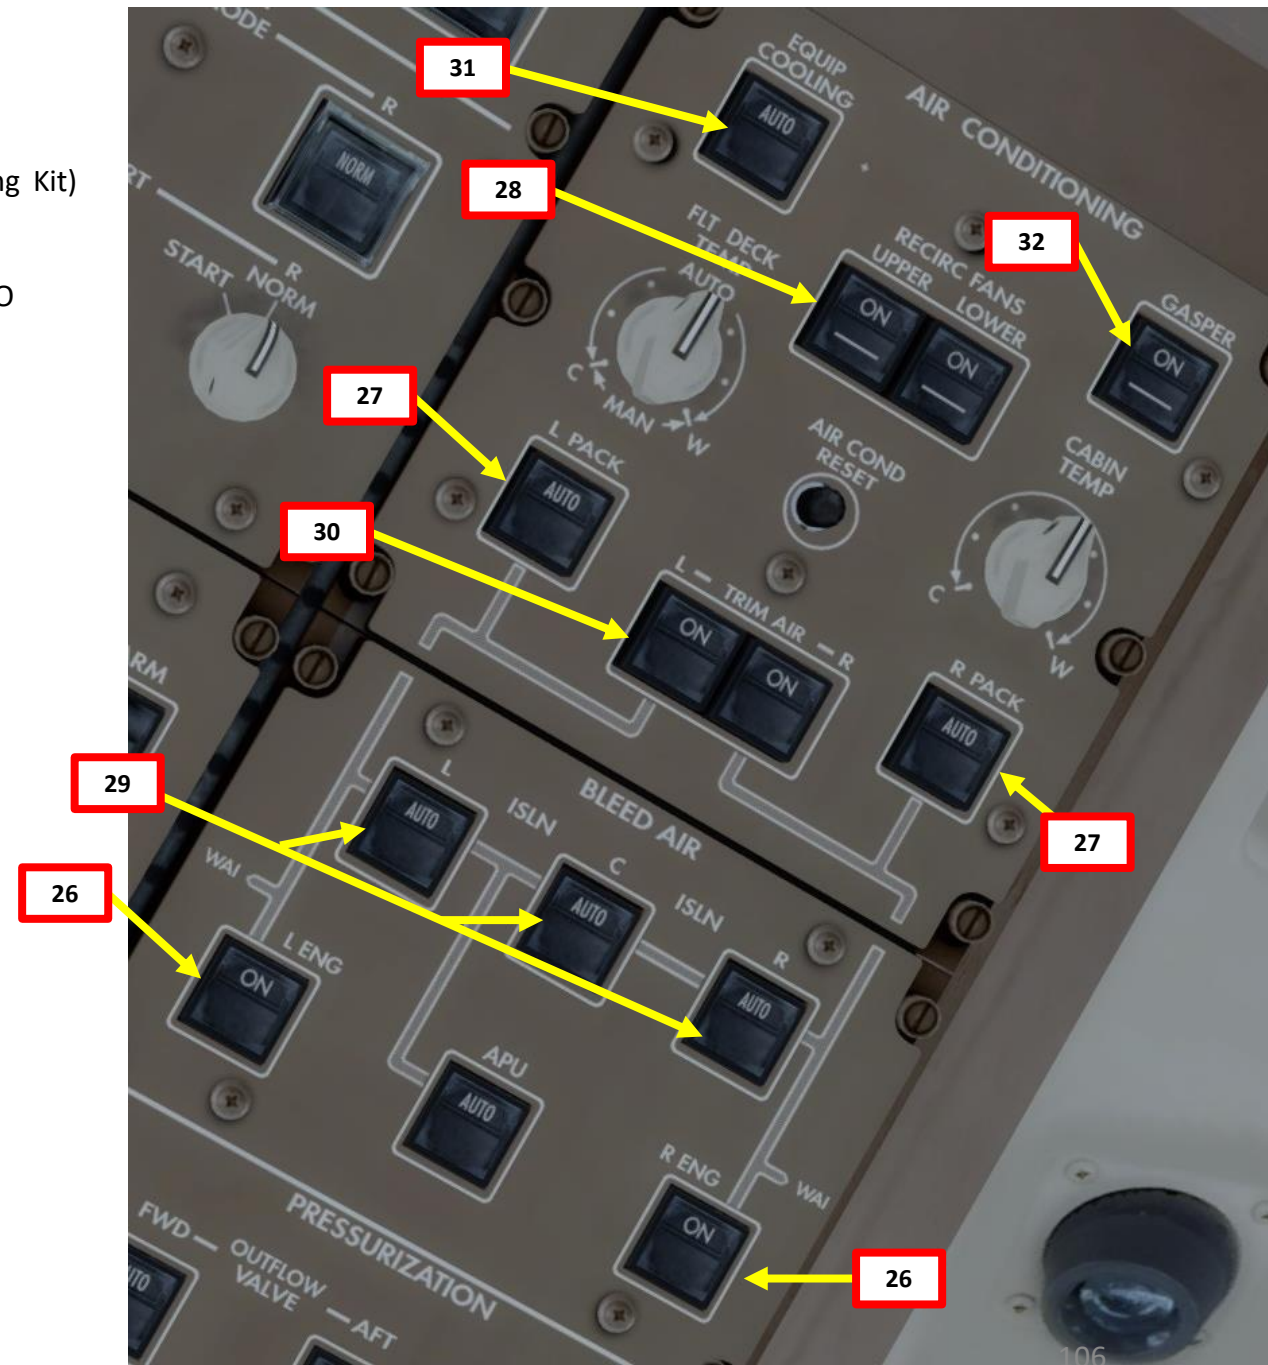 ng Kit)
O
31
28
32
27
30
29
26
27
26
ODE
R
NORM
RT
R
START
NORM
EQUIP
COOLING
AUTO
AIR CONDITIONING
FLT DECK
TEMP
AUTO
C
MAN
W
RECIRC FANS
UPPER LOWER
ON
ON
GASPER
ON
L PACK
AUTO
AIR COND
RESET
CABIN
TEMP
C
W
L TRIM AIR R
ON
ON
R PACK
AUTO
RM
BLEED AIR
L
AUTO
ISLN
C
AUTO
ISLN
R
AUTO
WAI
L ENG
ON
APU
AUTO
R ENG
ON
WAI
PRESSURIZATION
FWD
OUTFLOW
VALVE
AFT
UTO
106